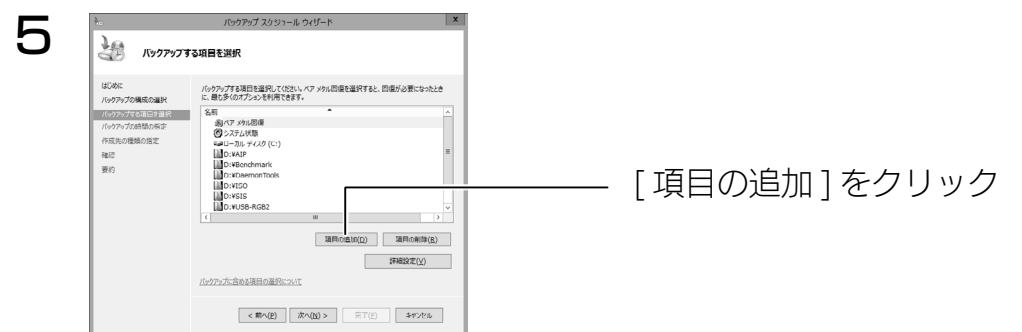 5
バックアップ スケジュール ウィザード
x
バックアップする項目を選択
はじめに
バックアップの構成の選択
バックアップする項目を選択
バックアップの時間の指定
作成先の種類の指定
確認
要約
バックアップする項目を選択してください。ベア メタル回復を選択すると、回復が必要になったとき
に、最も多くのオプションを利用できます。
名前
ベア メタル回復
システム状態
ローカル ディスク (C:)
D:¥AIP
D:¥Benchmark
D:¥DaemonTools
D:¥ISO
D:¥SIS
D:¥USB-RGB2
項目の追加(D)
項目の削除(R)
詳細設定(V)
バックアップに含める項目の選択について
< 前へ(P)
次へ(N) >
完了(F)
キャンセル
[ 項目の追加 ] をクリック